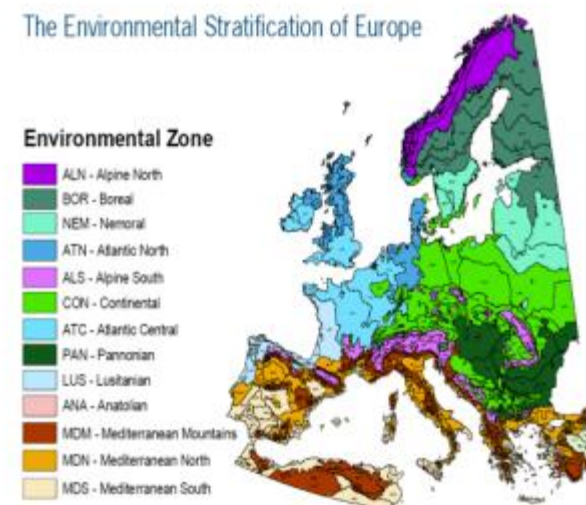 The Environmental Stratification of Europe
Environmental Zone
ALN - Alpine North
BOR - Boreal
NEM - Nemoral
ATN - Atlantic North
ALS - Alpine South
CON - Continental
ATC - Atlantic Central
PAN - Pannonian
LUS - Lusitanian
ANA - Anatolian
MDM - Mediterranean Mountains
MDN - Mediterranean North
MDS - Mediterranean South